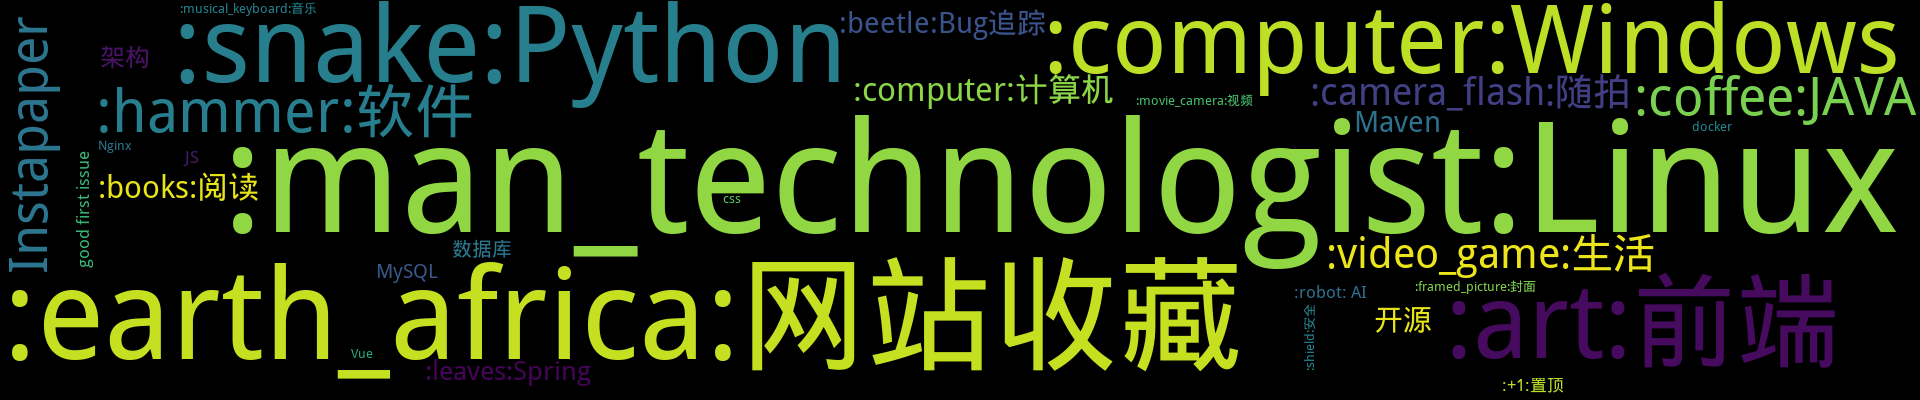 :musical_keyboard:音乐
:snake:Python
:beetle:Bug追踪
:computer:Windows
Instapaper
架构
:hammer:软件
:computer:计算机
:movie_camera:视频
:camera_flash:随拍
:coffee:JAVA
Maven
docker
Nginx
JS
good first issue
:books:阅读
:man_technologist:Linux
css
数据库
MySQL
:video_game:生活
:earth_africa:网站收藏
:robot: AI
:framed_picture:封面
:shield:安全
开源
:art:前端
Vue
:leaves:Spring
:+1:置顶